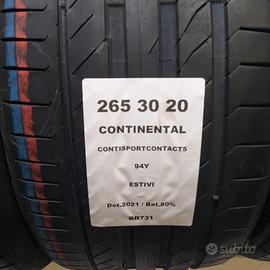 265 30 20
CONTINENTAL
CONTISPORTCONTACT5
94Y
ESTIVI
Dot.2021 / Bat.80%
BR731
subito